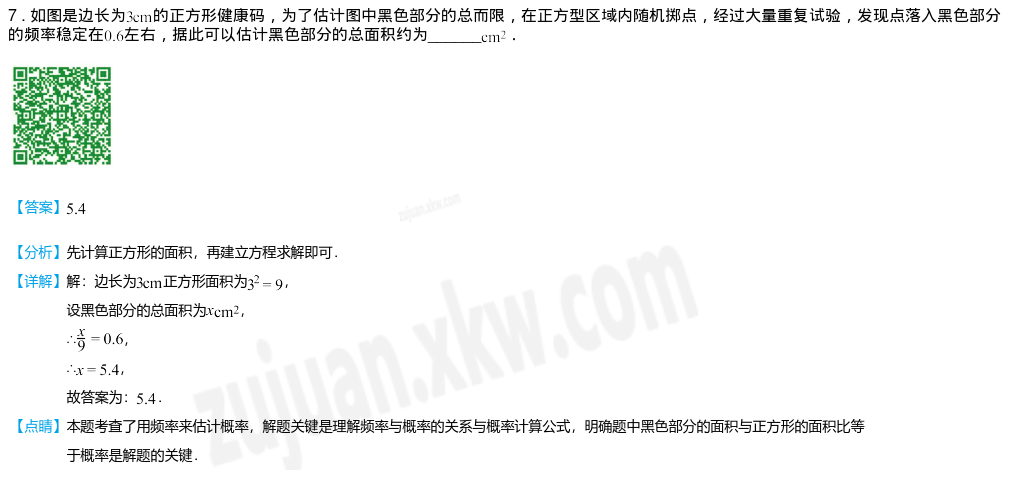 7．如图是边长为3cm的正方形健康码，为了估计图中黑色部分的总而限，在正方型区域内随机掷点，经过大量重复试验，发现点落入黑色部分
的频率稳定在0.6左右，据此可以估计黑色部分的总面积约为_______cm²．
【答案】5.4
zujuan.xkw.com
【分析】先计算正方形的面积，再建立方程求解即可．
【详解】解：边长为3cm正方形面积为3²=9，
设黑色部分的总面积为xcm²，
∴x/9=0.6，
∴x=5.4，
故答案为：5.4．
zujuan.xkw.com
【点睛】本题考查了用频率来估计概率，解题关键是理解频率与概率的关系与概率计算公式，明确题中黑色部分的面积与正方形的面积比等
于概率是解题的关键．